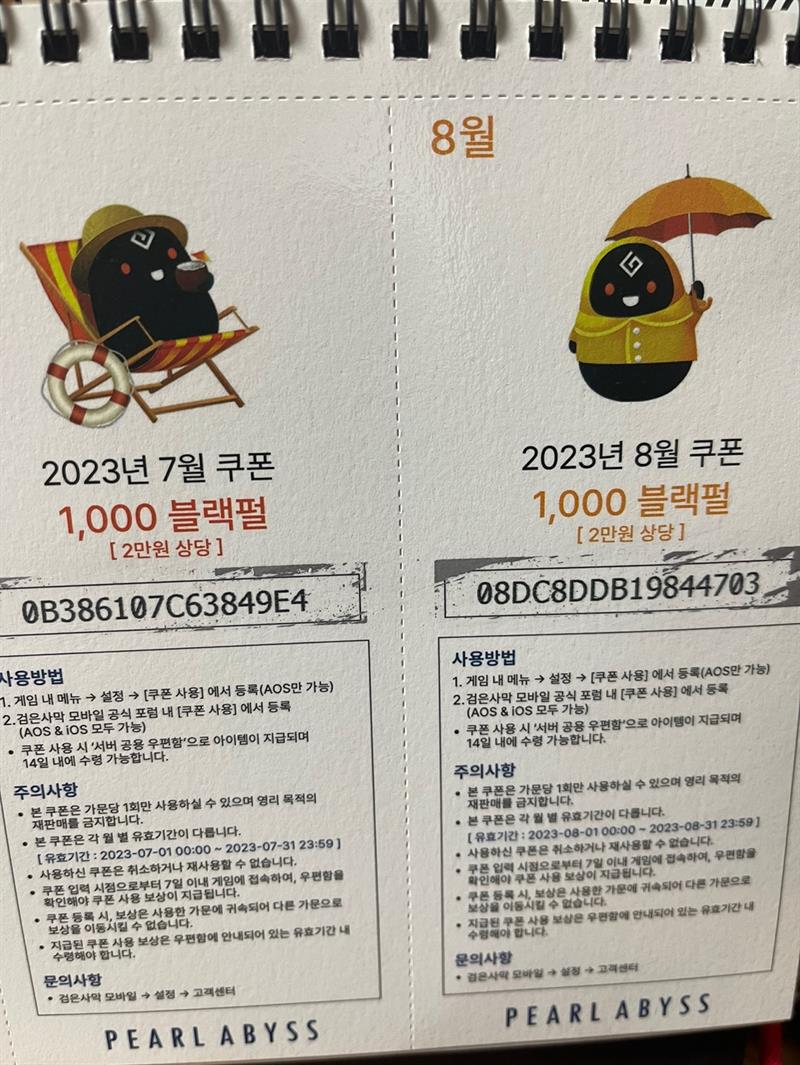 2023년 7월 쿠폰
1,000 블랙펄
[ 2만원 상당 ]
0B386107C63849E4
사용방법
1. 게임 내 메뉴 → 설정 → [쿠폰 사용] 에서 등록(AOS만 가능)
2. 검은사막 모바일 공식 포럼 내 [쿠폰 사용] 에서 등록
(AOS & iOS 모두 가능)
• 쿠폰 사용 시 '서버 공용 우편함'으로 아이템이 지급되며
14일 내에 수령 가능합니다.
주의사항
• 본 쿠폰은 가문당 1회만 사용하실 수 있으며 영리 목적의
재판매를 금지합니다.
• 본 쿠폰은 각 월 별 유효기간이 다릅니다.
[ 유효기간 : 2023-07-01 00:00 ~ 2023-07-31 23:59 ]
• 사용하신 쿠폰은 취소하거나 재사용할 수 없습니다.
• 쿠폰 입력 시점으로부터 7일 이내 게임에 접속하여, 우편함을
확인해야 쿠폰 사용 보상이 지급됩니다.
• 쿠폰 등록 시, 보상은 사용한 가문에 귀속되어 다른 가문으로
보상을 이동시킬 수 없습니다.
• 지급된 쿠폰 사용 보상은 우편함에 안내되어 있는 유효기간 내
수령해야 합니다.
문의사항
• 검은사막 모바일 → 설정 → 고객센터
PEARL ABYSS
8월
2023년 8월 쿠폰
1,000 블랙펄
[ 2만원 상당 ]
08DC8DDB19844703
사용방법
1. 게임 내 메뉴 → 설정 → [쿠폰 사용] 에서 등록(AOS만 가능)
2. 검은사막 모바일 공식 포럼 내 [쿠폰 사용] 에서 등록
(AOS & iOS 모두 가능)
• 쿠폰 사용 시 '서버 공용 우편함'으로 아이템이 지급되며
14일 내에 수령 가능합니다.
주의사항
• 본 쿠폰은 가문당 1회만 사용하실 수 있으며 영리 목적의
재판매를 금지합니다.
• 본 쿠폰은 각 월 별 유효기간이 다릅니다.
[ 유효기간 : 2023-08-01 00:00 ~ 2023-08-31 23:59 ]
• 사용하신 쿠폰은 취소하거나 재사용할 수 없습니다.
• 쿠폰 입력 시점으로부터 7일 이내 게임에 접속하여, 우편함을
확인해야 쿠폰 사용 보상이 지급됩니다.
• 쿠폰 등록 시, 보상은 사용한 가문에 귀속되어 다른 가문으로
보상을 이동시킬 수 없습니다.
• 지급된 쿠폰 사용 보상은 우편함에 안내되어 있는 유효기간 내
수령해야 합니다.
문의사항
• 검은사막 모바일 → 설정 → 고객센터
PEARL ABYSS